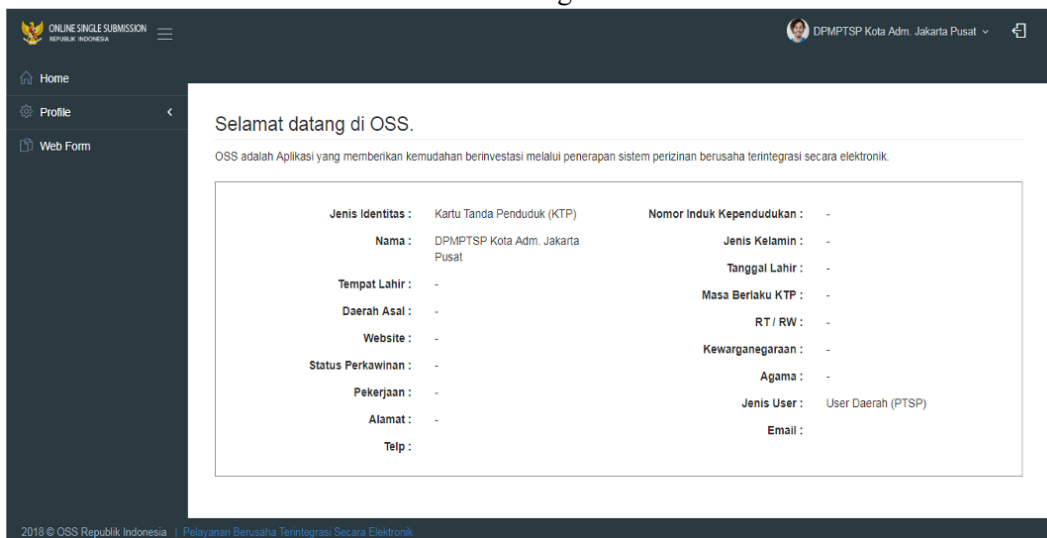 ONLINE SINGLE SUBMISSION
REPUBLIK INDONESIA
DPMPTSP Kota Adm. Jakarta Pusat
Home
Profile
Web Form
Selamat datang di OSS.
OSS adalah Aplikasi yang memberikan kemudahan berinvestasi melalui penerapan sistem perizinan berusaha terintegrasi secara elektronik.
Jenis Identitas : Kartu Tanda Penduduk (KTP)
Nama : DPMPTSP Kota Adm. Jakarta
Pusat
Tempat Lahir : -
Daerah Asal : -
Website : -
Status Perkawinan : -
Pekerjaan : -
Alamat : -
Telp :
Nomor Induk Kependudukan : -
Jenis Kelamin : -
Tanggal Lahir : -
Masa Berlaku KTP : -
RT / RW : -
Kewarganegaraan : -
Agama : -
Jenis User : User Daerah (PTSP)
Email :
2018 © OSS Republik Indonesia | Pelayanan Berusaha Terintegrasi Secara Elektronik